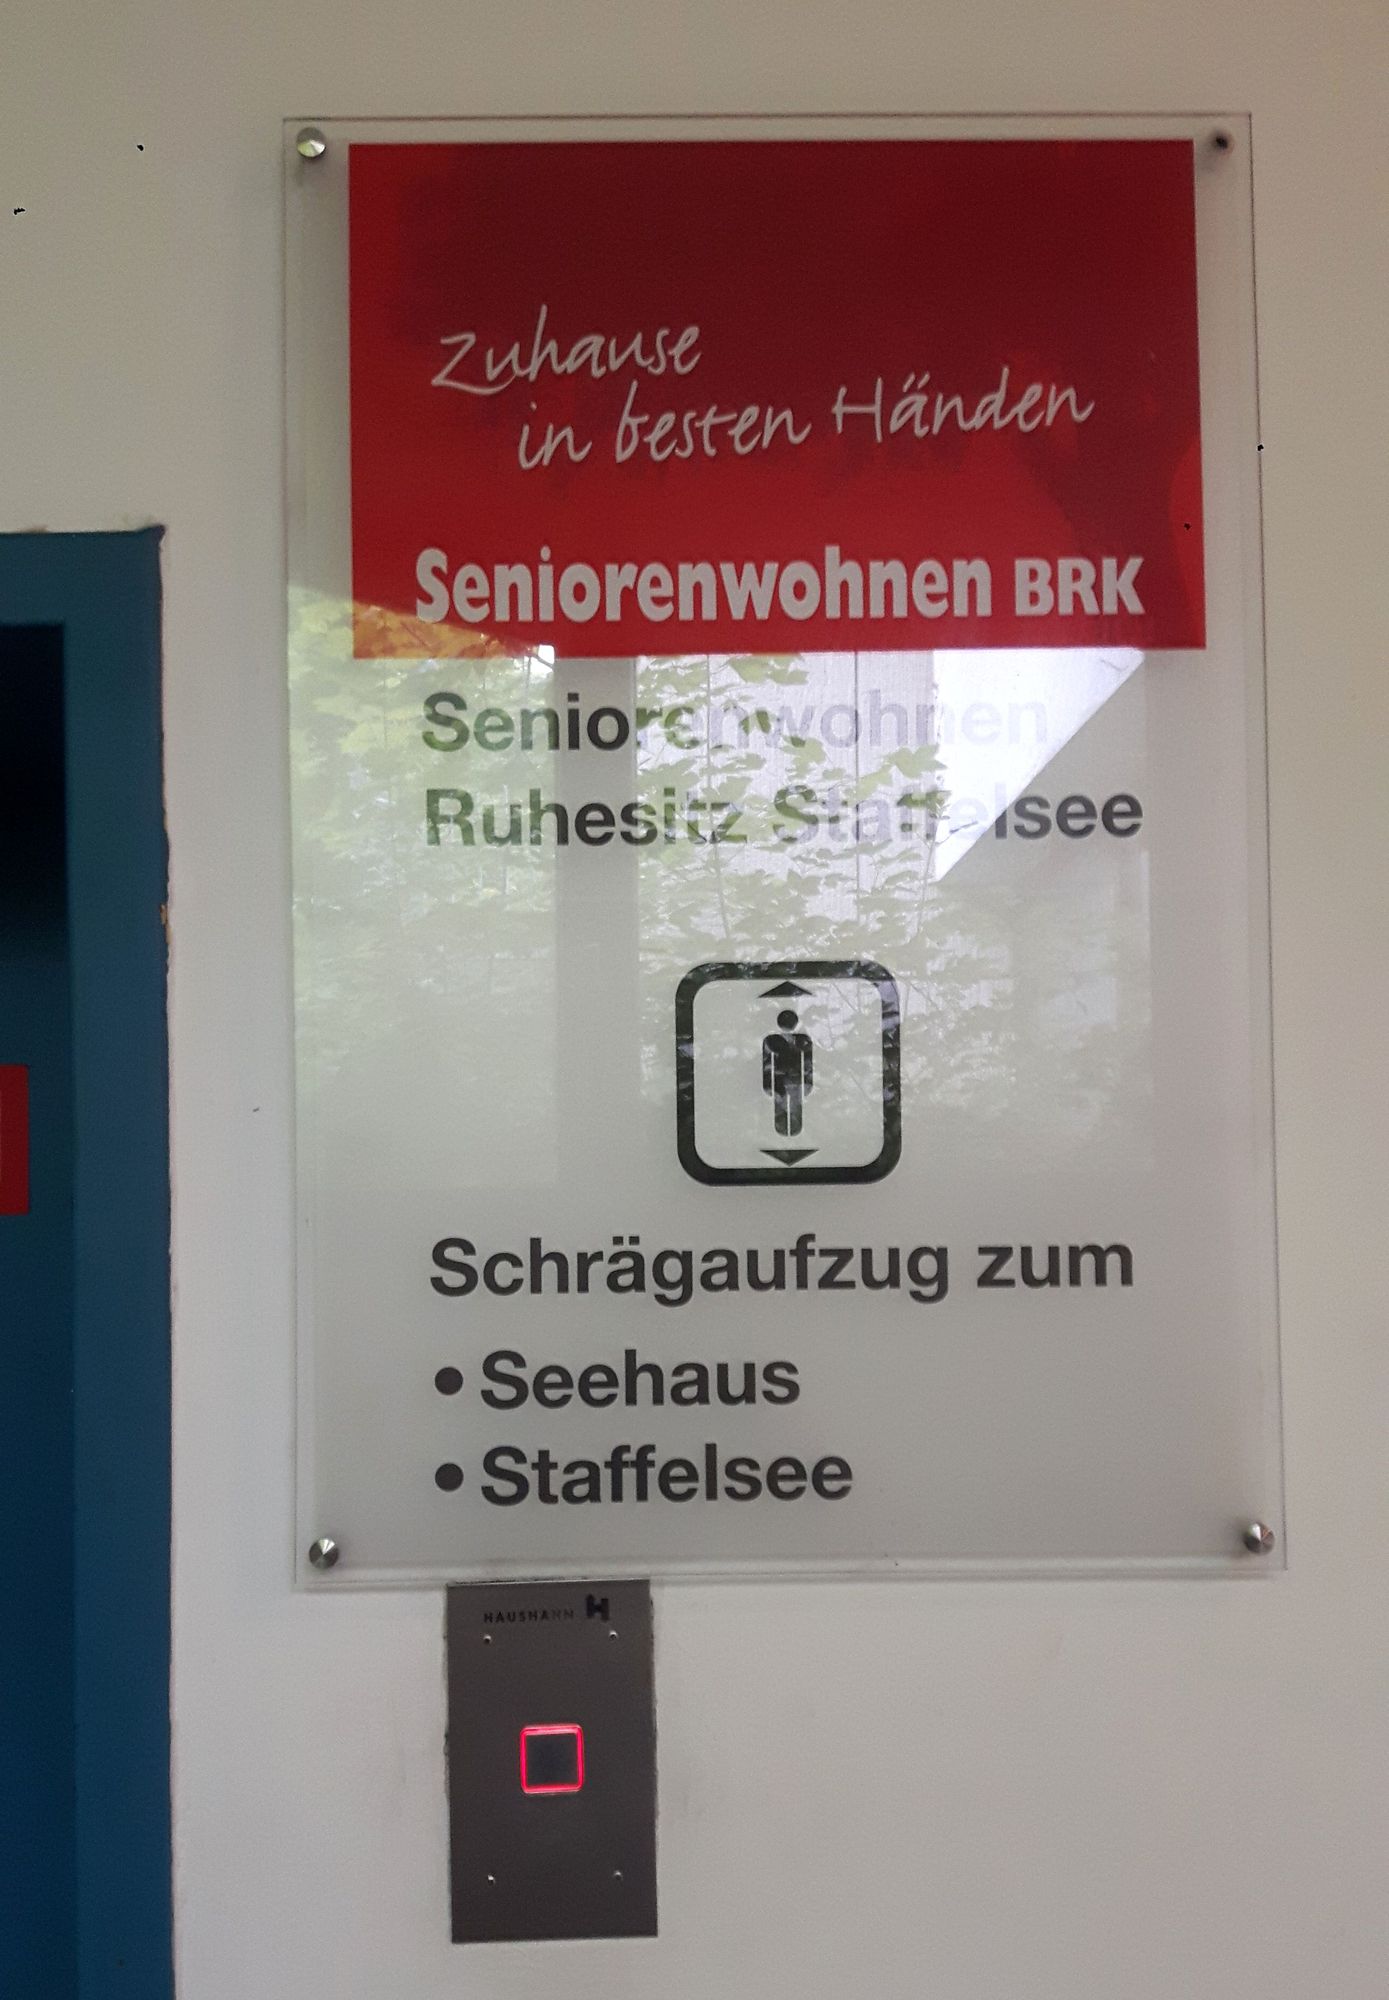 Zuhause
in besten Händen
Seniorenwohnen BRK
Seniorenwohnen
Ruhesitz Staffelsee
Schrägaufzug zum
• Seehaus
• Staffelsee
HAUSHAHN H